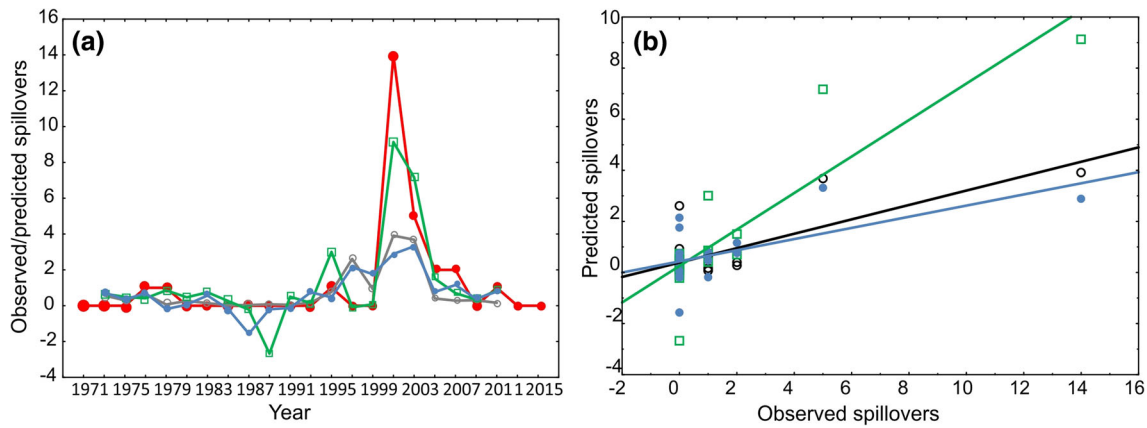 (a)
Observed/predicted spillovers
16
14
12
10
8
6
4
2
0
-2
-4
1971 1975 1979 1983 1987 1991 1995 1999 2003 2007 2011 2015
Year
(b)
Predicted spillovers
10
8
6
4
2
0
2
-4
-2 0 2 4 6 8 10 12 14 16
Observed spillovers